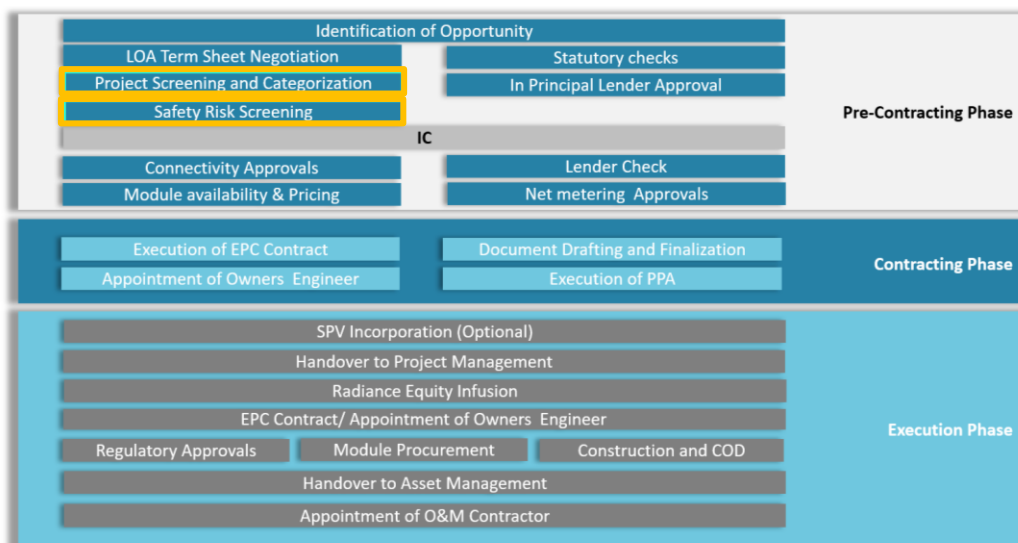 Identification of Opportunity
LOA Term Sheet Negotiation
Statutory checks
Project Screening and Categorization
In Principal Lender Approval
Safety Risk Screening
Pre-Contracting Phase
IC
Connectivity Approvals
Lender Check
Module availability & Pricing
Net metering Approvals
Execution of EPC Contract
Document Drafting and Finalization
Contracting Phase
Appointment of Owners Engineer
Execution of PPA
SPV Incorporation (Optional)
Handover to Project Management
Radiance Equity Infusion
EPC Contract/ Appointment of Owners Engineer
Execution Phase
Regulatory Approvals
Module Procurement
Construction and COD
Handover to Asset Management
Appointment of O&M Contractor